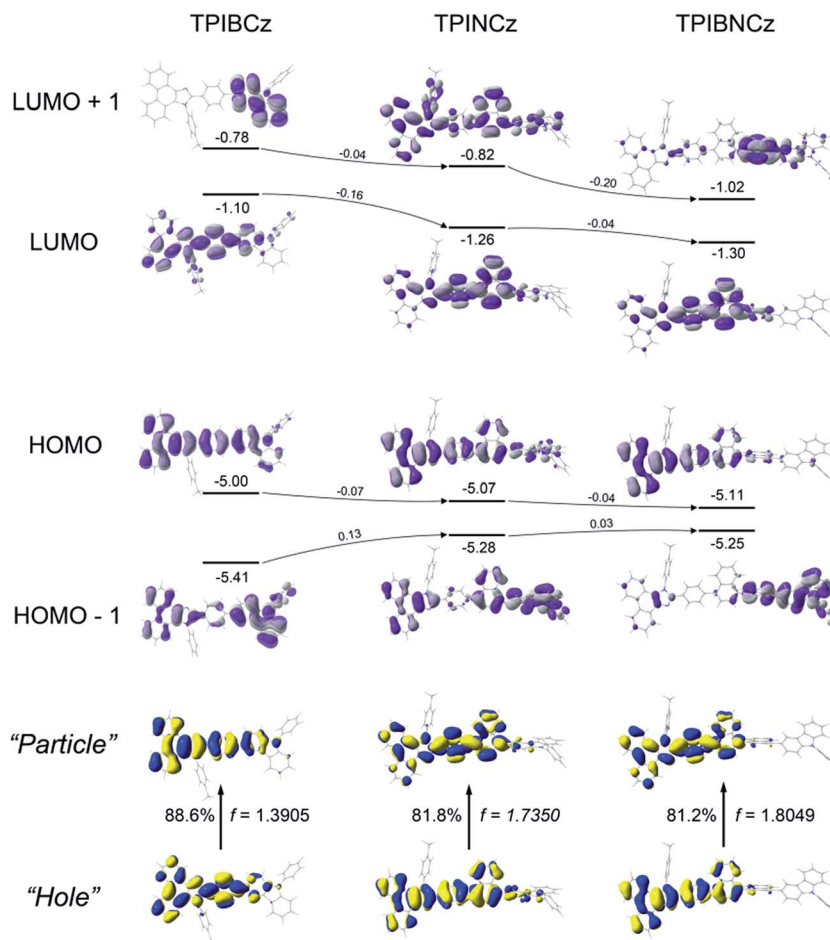 TPIBCz TPINCz TPIBNCz
LUMO + 1
-0.78
-0.04
-0.82
-0.20
-1.02
-1.10
-0.16
LUMO
-1.26
-0.04
-1.30
HOMO
-5.00
-0.07
-5.07
-0.04
-5.11
0.13
-5.28
0.03
-5.25
-5.41
HOMO - 1
"Particle"
88.6% f = 1.3905 81.8% f = 1.7350 81.2% f = 1.8049
"Hole"